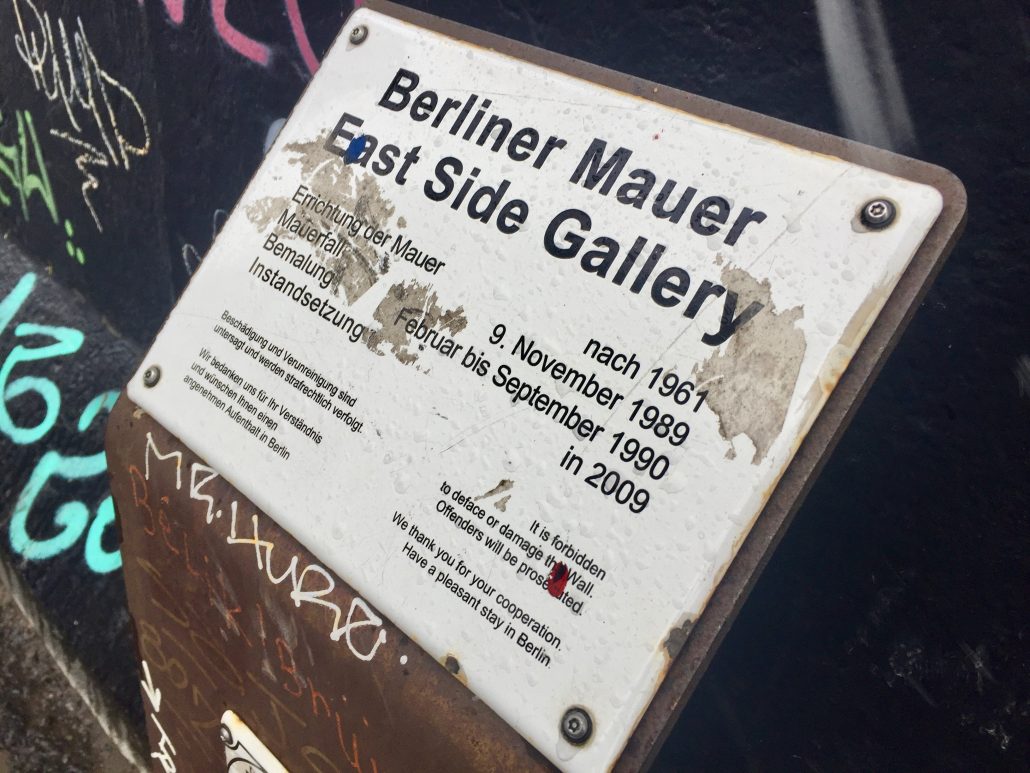 Berliner Mauer
East Side Gallery
Errichtung der Mauer nach 1961
Mauerfall 9. November 1989
Bemalung Februar bis September 1990
Instandsetzung in 2009
Beschädigung und Verunreinigung sind
untersagt und werden strafrechtlich verfolgt.
Wir bedanken uns für Ihr Verständnis
und wünschen Ihnen einen
angenehmen Aufenthalt in Berlin
It is forbidden
to deface or damage the Wall.
Offenders will be prosecuted.
We thank you for your cooperation.
Have a pleasant stay in Berlin.
MR.LAURD.